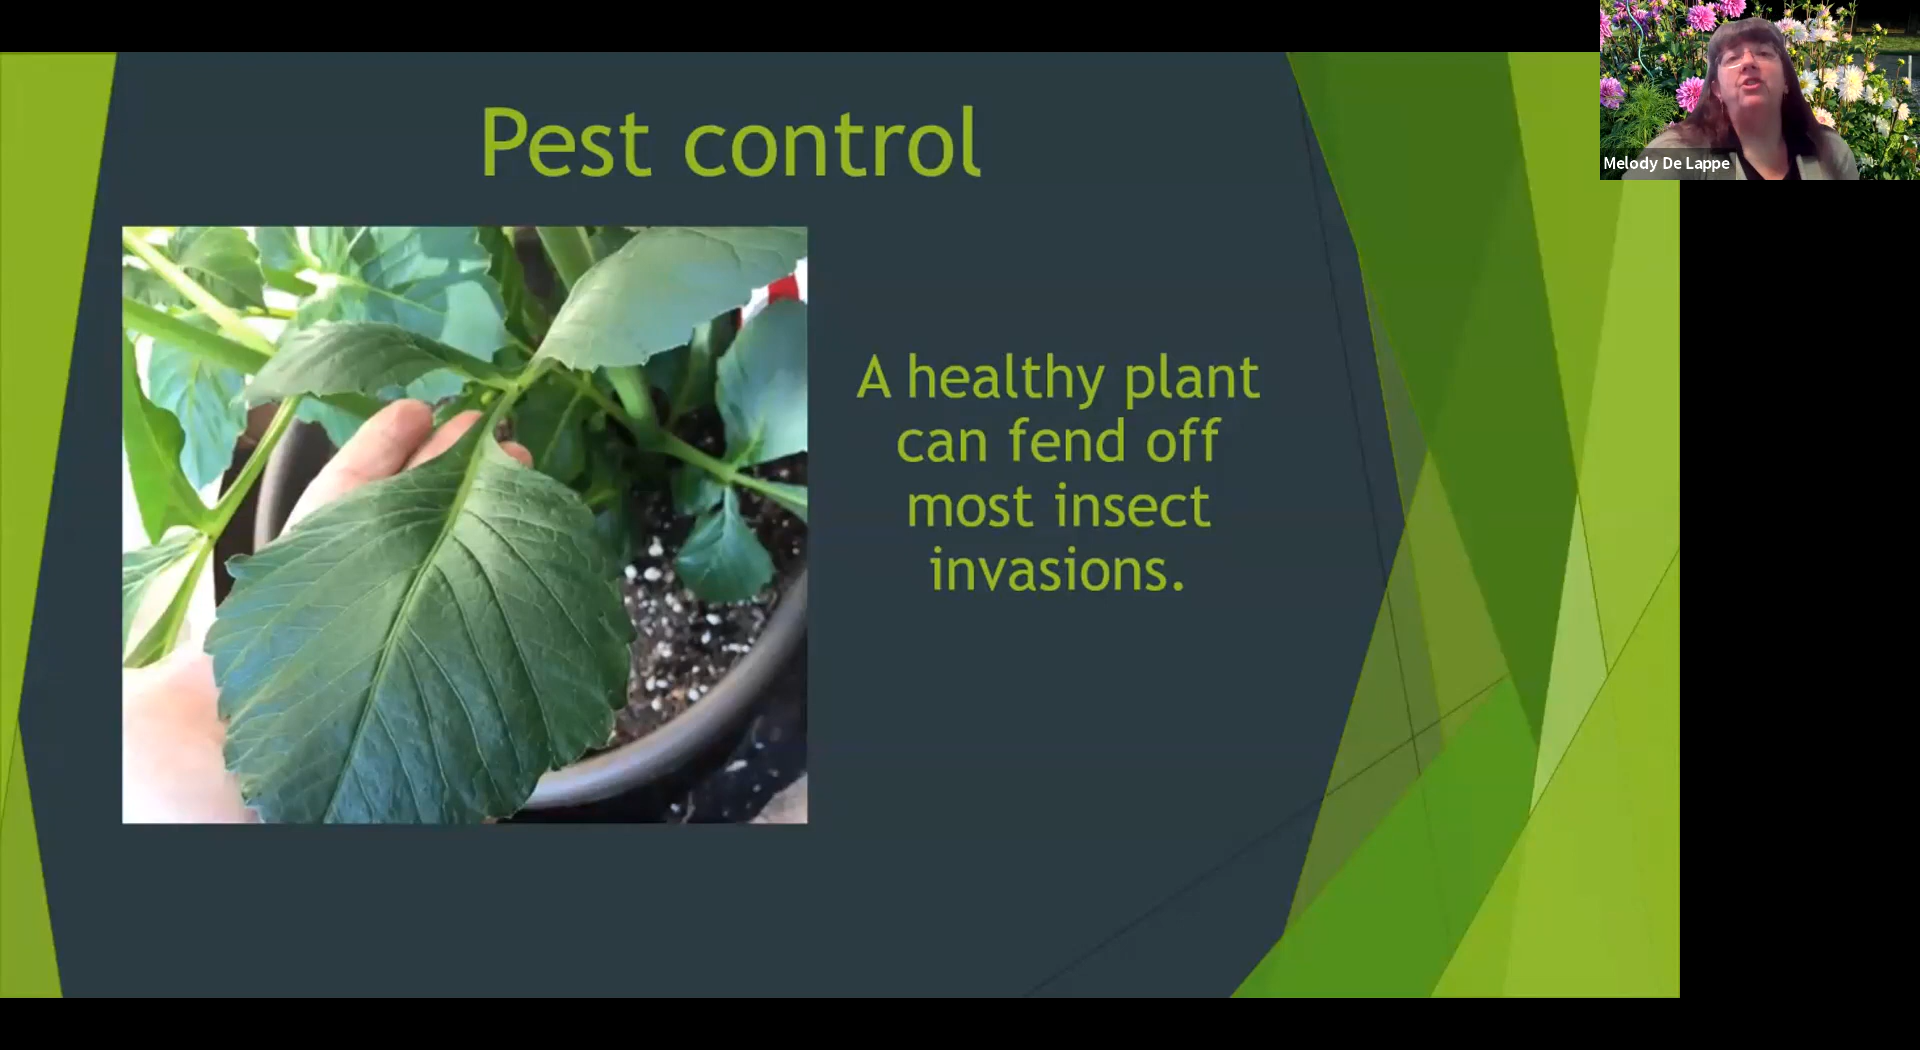 Pest control
A healthy plant
can fend off
most insect
invasions.
Melody De Lappe